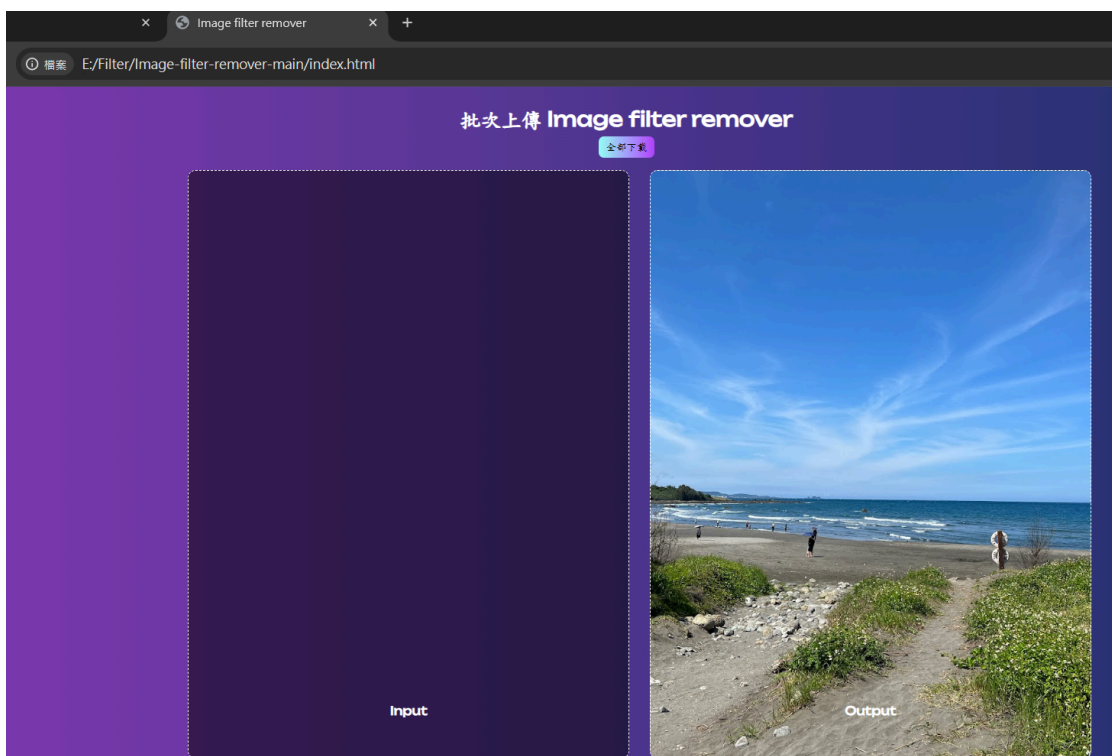 Image filter remover
檔案 E:/Filter/Image-filter-remover-main/index.html
批次上傳 Image filter remover
全部下載
Input
Output